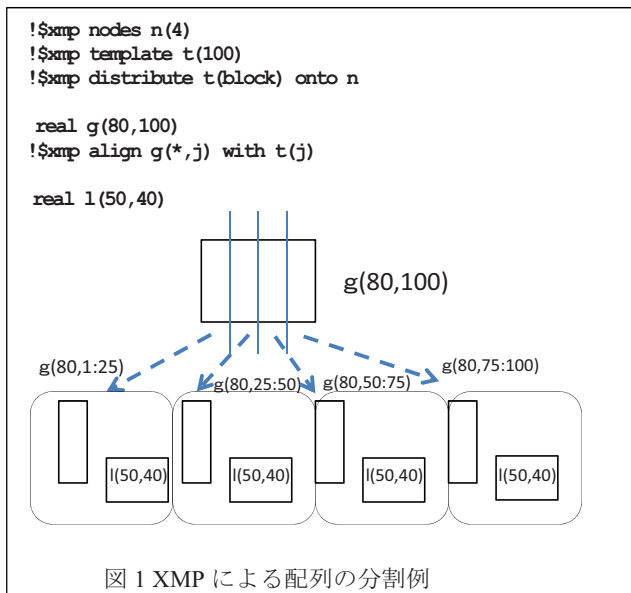 !$xmp nodes n(4)
!$xmp template t(100)
!$xmp distribute t(block) onto n
real g(80,100)
!$xmp align g(*,j) with t(j)
real l(50,40)
g(80,100)
g(80,1:25)
g(80,25:50)
g(80,50:75)
g(80,75:100)
l(50,40)
l(50,40)
l(50,40)
l(50,40)
図 1 XMP による配列の分割例